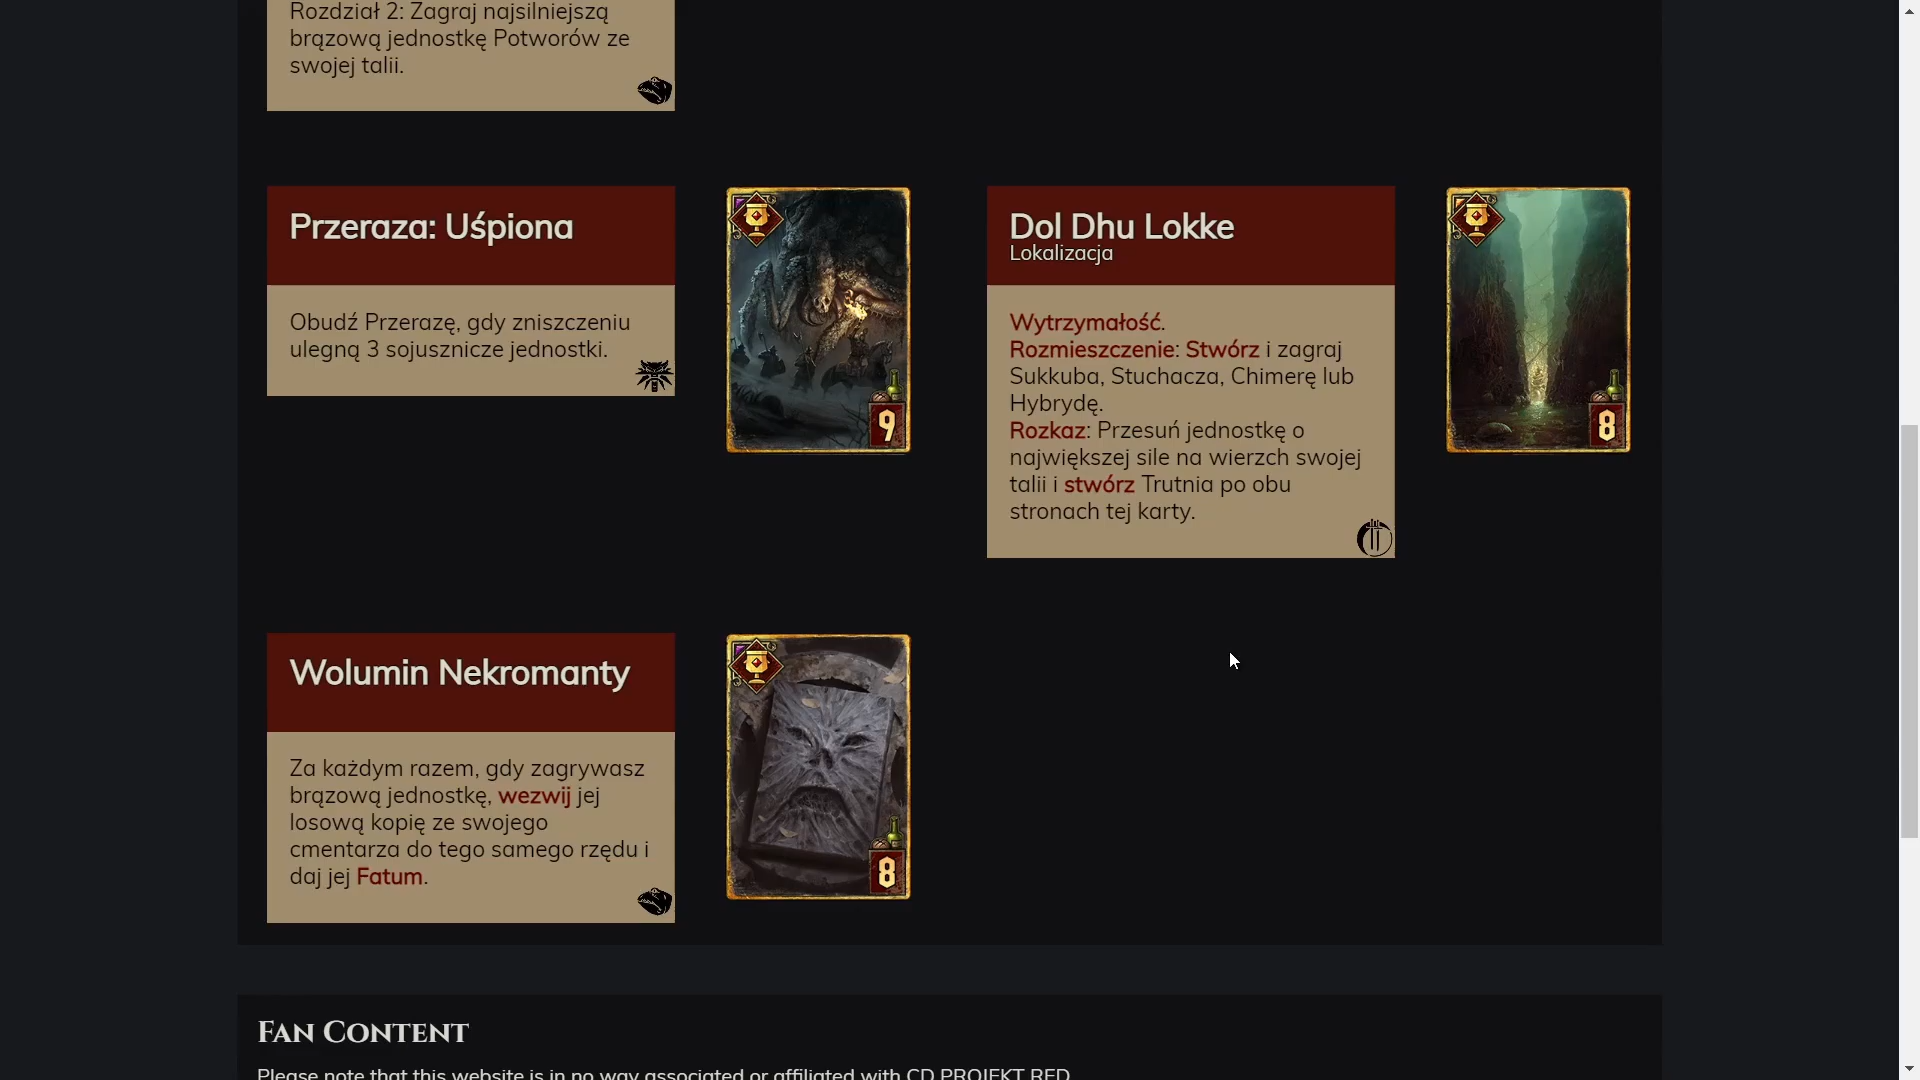 Rozdział 2: Zagraj najsilniejszą
brązową jednostkę Potworów ze
swojej talii.
Przeraza: Uśpiona
Obudź Przerazę, gdy zniszczeniu
ulegną 3 sojusznicze jednostki.
9
Dol Dhu Lokke
Lokalizacja
Wytrzymałość.
Rozmieszczenie: Stwórz i zagraj
Sukkuba, Stuchacza, Chimerę lub
Hybrydę.
Rozkaz: Przesuń jednostkę o
największej sile na wierzch swojej
talii i stwórz Trutnia po obu
stronach tej karty.
8
Wolumin Nekromanty
Za każdym razem, gdy zagrywasz
brązową jednostkę, wezwij jej
losową kopię ze swojego
cmentarza do tego samego rzędu i
daj jej Fatum.
8
Fan Content
Please note that this website is in no way associated or affiliated with CD PROJEKT RED